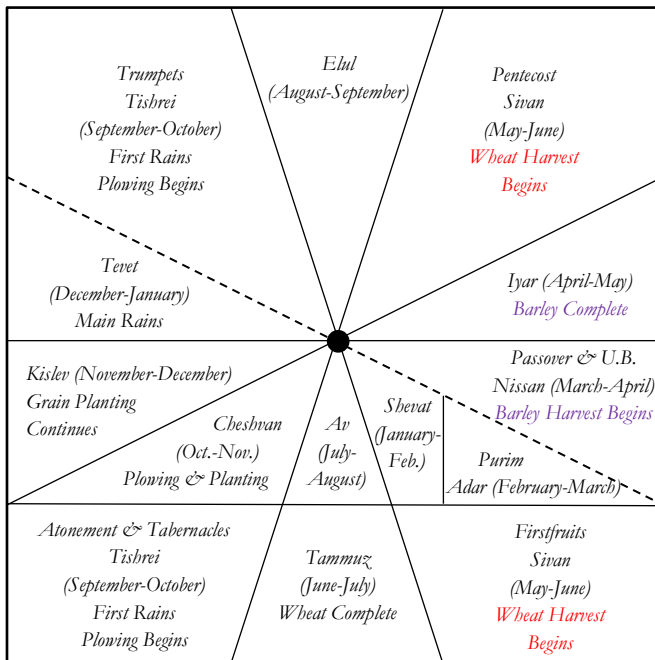 Trumpets
Tishrei
(September-October)
First Rains
Plowing Begins
Elul
(August-September)
Pentecost
Sivan
(May-June)
Wheat Harvest
Begins
Tevet
(December-January)
Main Rains
Iyar (April-May)
Barley Complete
Kislev (November-December)
Grain Planting
Continues
Cheshvan
(Oct.-Nov.)
Plowing & Planting
Av
(July-
August)
Shevat
(January-
Feb.)
Passover & U.B.
Nissan (March-April)
Barley Harvest Begins
Purim
Adar (February-March)
Atonement & Tabernacles
Tishrei
(September-October)
First Rains
Plowing Begins
Tammuz
(June-July)
Wheat Complete
Firstfruits
Sivan
(May-June)
Wheat Harvest
Begins